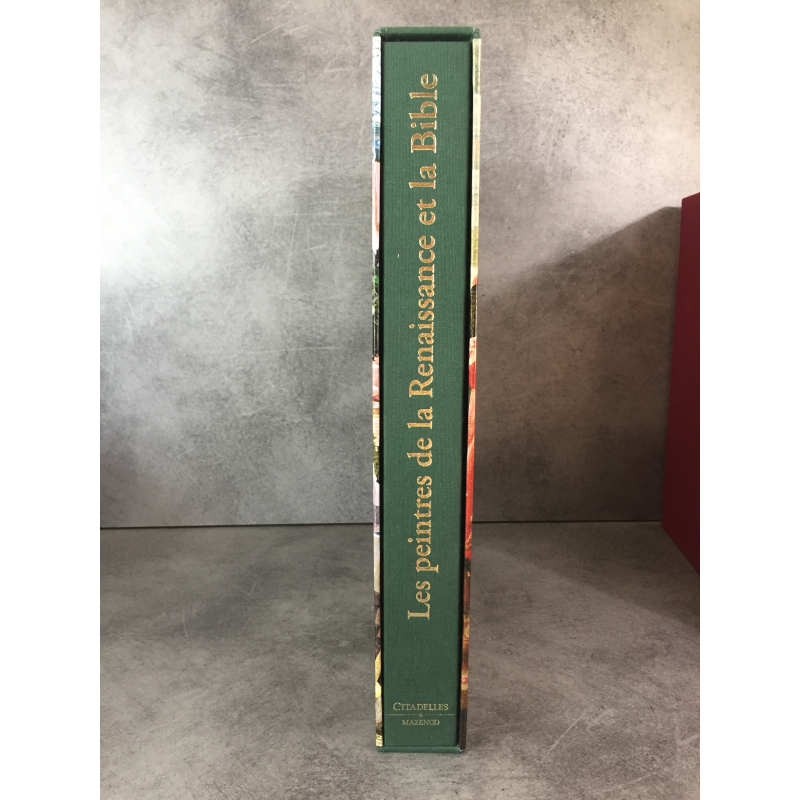 Les peintres de la Renaissance et la Bible
CITADELLES
&
MAZENOD